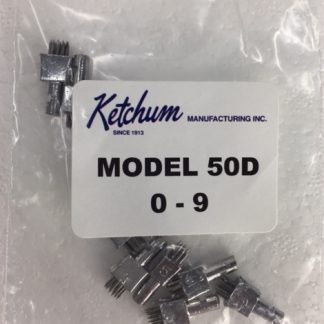 Ketchum MANUFACTURING INC.
SINCE 1913
MODEL 50D
0 - 9